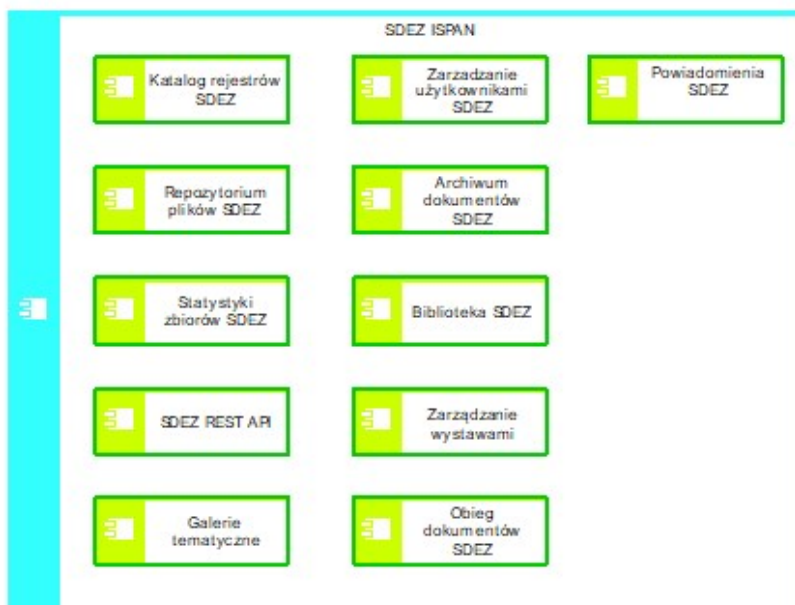 SDEZ ISPAN
Katalog rejestrów
SDEZ
Zarzadzanie
użytkownikami
SDEZ
Powiadomienia
SDEZ
Repozytorium
plików SDEZ
Archiwum
dokumentów
SDEZ
Statystyki
zbiorów SDEZ
Biblioteka SDEZ
SDEZ REST API
Zarządzanie
wystawami
Galerie
tematyczne
Obieg
dokumentów
SDEZ